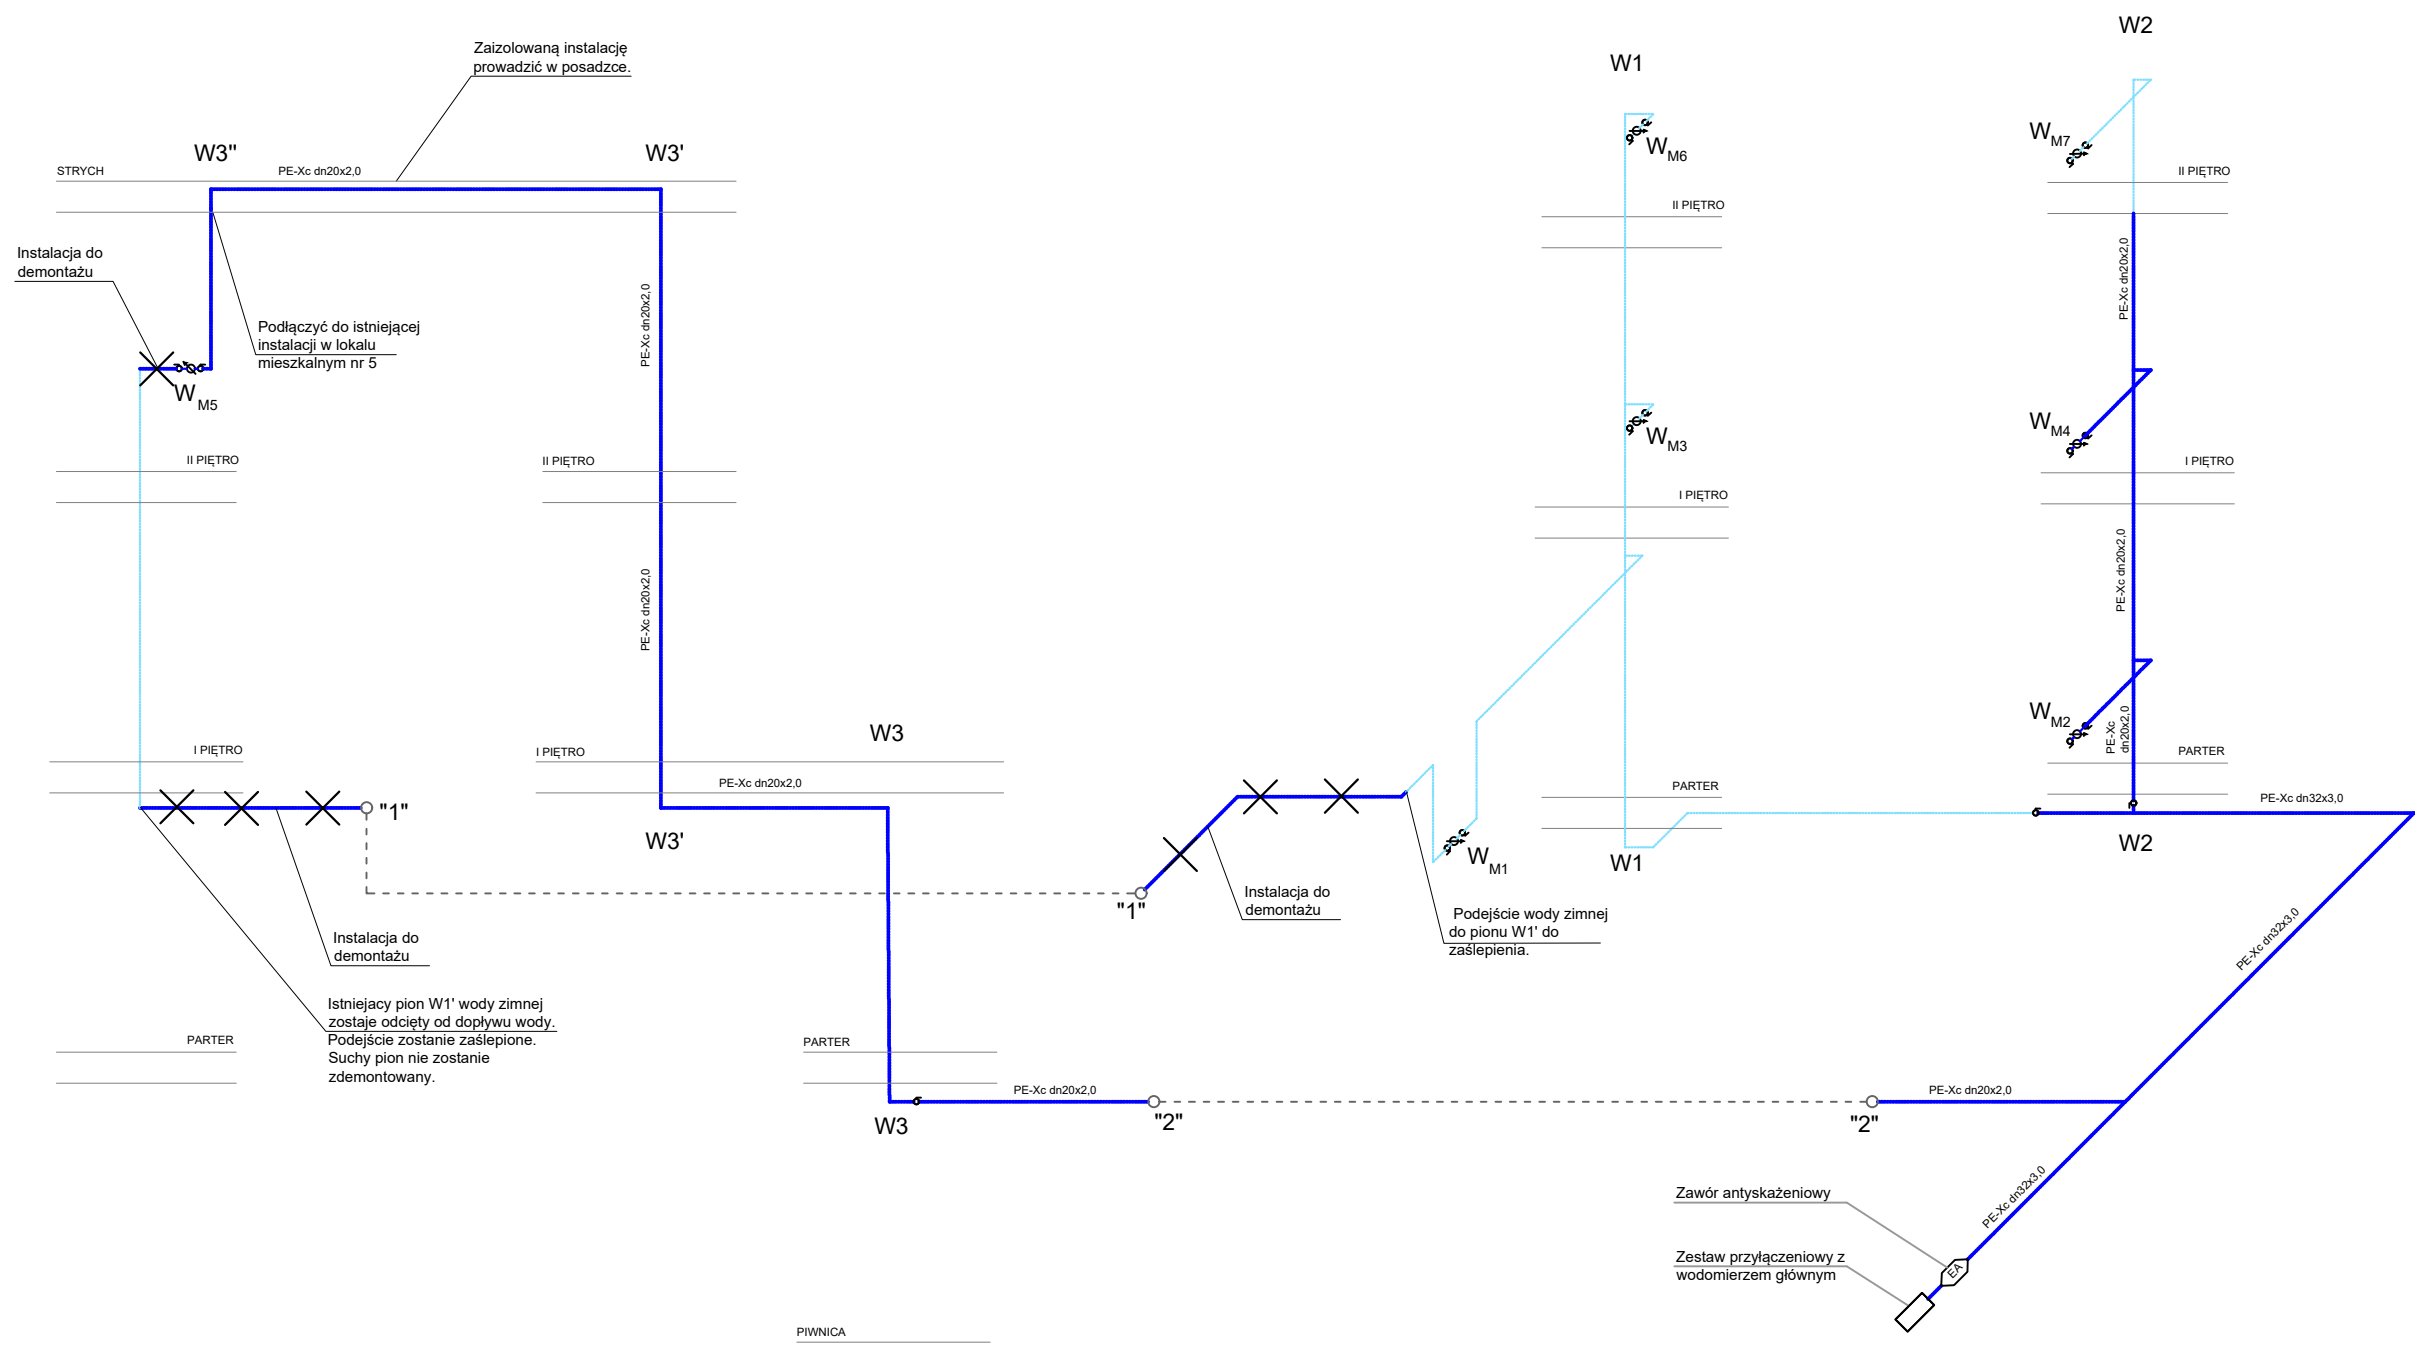 W2
Zaizolowaną instalację
prowadzić w posadzce.
W1
W3"
W3'
W
M7
W
M6
STRYCH
PE-Xc dn20x2,0
II PIĘTRO
II PIĘTRO
Instalacja do
demontażu
PE-Xc dn20x2,0
PE-Xc dn20x2,0
Podłączyć do istniejącej
instalacji w lokalu
mieszkalnym nr 5
W
M5
W
M4
W
M3
II PIĘTRO
II PIĘTRO
I PIĘTRO
I PIĘTRO
PE-Xc dn20x2,0
PE-Xc dn20x2,0
W
M2
PE-Xc
dn20x2,0
W3
I PIĘTRO
I PIĘTRO
PARTER
PE-Xc dn20x2,0
PARTER
PE-Xc dn32x3,0
"1"
W3'
W2
W1
W
M1
Instalacja do
demontażu
"1"
Podejście wody zimnej
do pionu W1' do
zaślepienia.
PE-Xc dn32x3,0
Instalacja do
demontażu
Istniejacy pion W1' wody zimnej
zostaje odcięty od dopływu wody.
Podejście zostanie zaślepione.
Suchy pion nie zostanie
zdemontowany.
PARTER
PARTER
PE-Xc dn20x2,0
PE-Xc dn20x2,0
W3
"2"
"2"
PE-Xc dn32x3,0
Zawór antyskażeniowy
Zestaw przyłączeniowy z
wodomierzem głównym
EA
PIWNICA